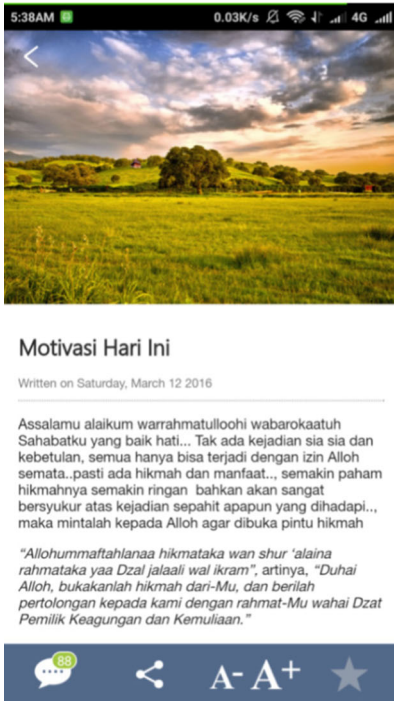 5:38AM 0.03K/s 4G
Motivasi Hari Ini
Written on Saturday, March 12 2016
Assalamu alaikum warrahmatulloohi wabarokaatuh
Sahabatku yang baik hati... Tak ada kejadian sia sia dan
kebetulan, semua hanya bisa terjadi dengan izin Alloh
semata..pasti ada hikmah dan manfaat.., semakin paham
hikmahnya semakin ringan bahkan akan sangat
bersyukur atas kejadian sepahit apapun yang dihadapi..,
maka mintalah kepada Alloh agar dibuka pintu hikmah
“Allohummaftahlanaa hikmataka wan shur ‘alaina
rahmataka yaa Dzal jalaali wal ikram”, artinya, “Duhai
Alloh, bukakanlah hikmah dari-Mu, dan berilah
pertolongan kepada kami dengan rahmat-Mu wahai Dzat
Pemilik Keagungan dan Kemuliaan.”
88 A- A+